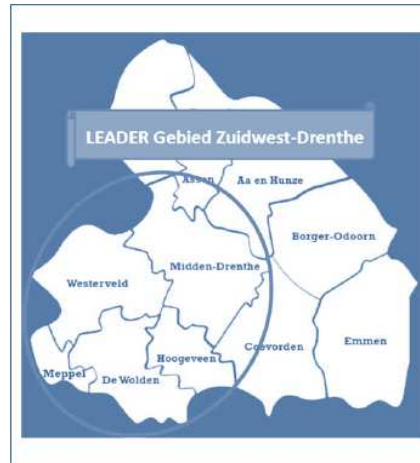 LEADER Gebied Zuidwest-Drenthe
Assen
Aa en Hunze
Borger-Odoorn
Midden-Drenthe
Westerveld
Hoogeveen
Coevorden
Emmen
Meppel
De Wolden